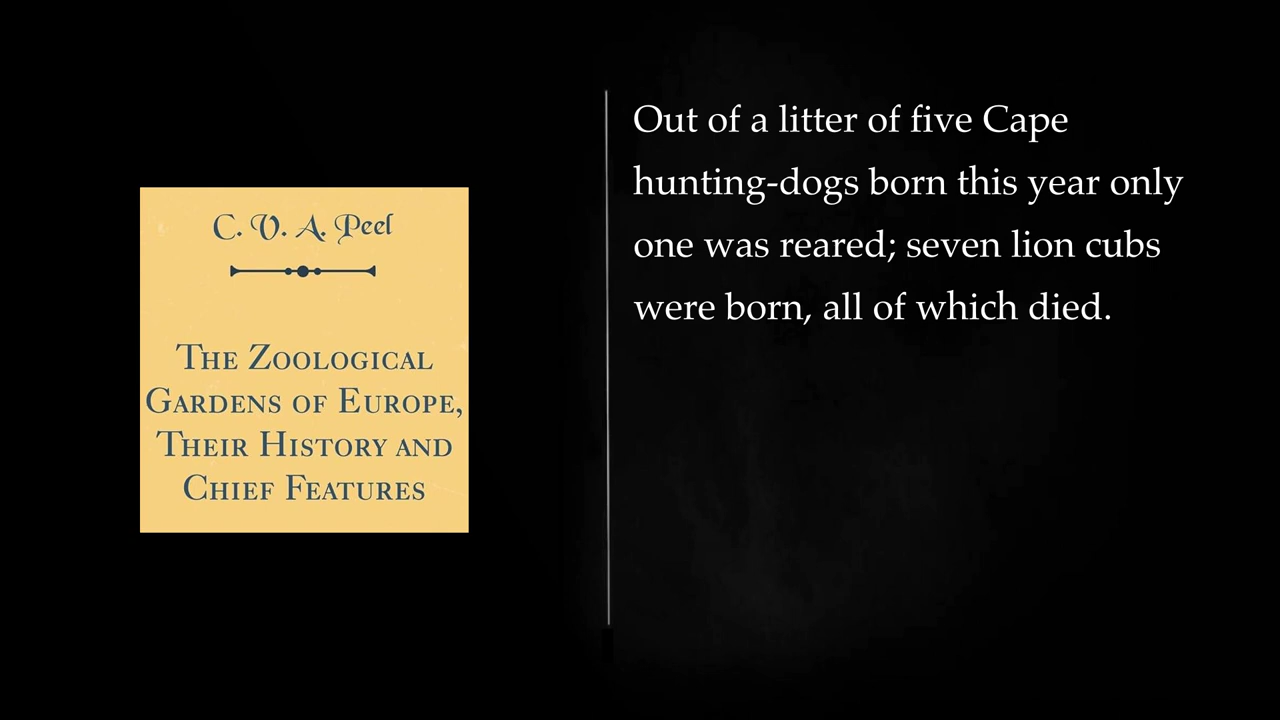 C. V. A. Peel
The Zoological
Gardens of Europe,
Their History and
Chief Features
Out of a litter of five Cape
hunting-dogs born this year only
one was reared; seven lion cubs
were born, all of which died.